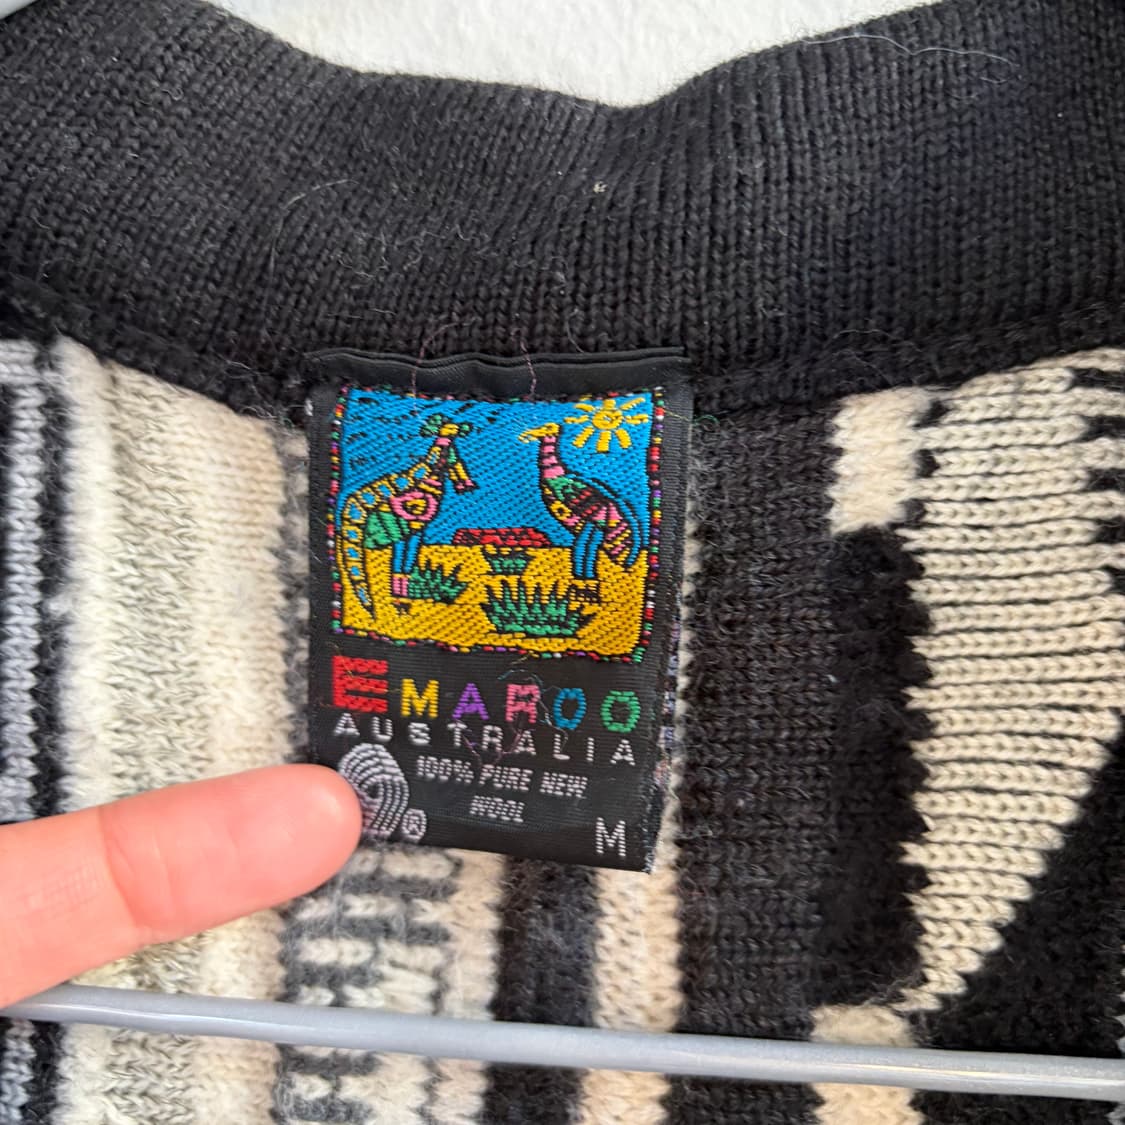 EMAROO
AUSTRALIA
100% PURE NEW
WOOL
®
M